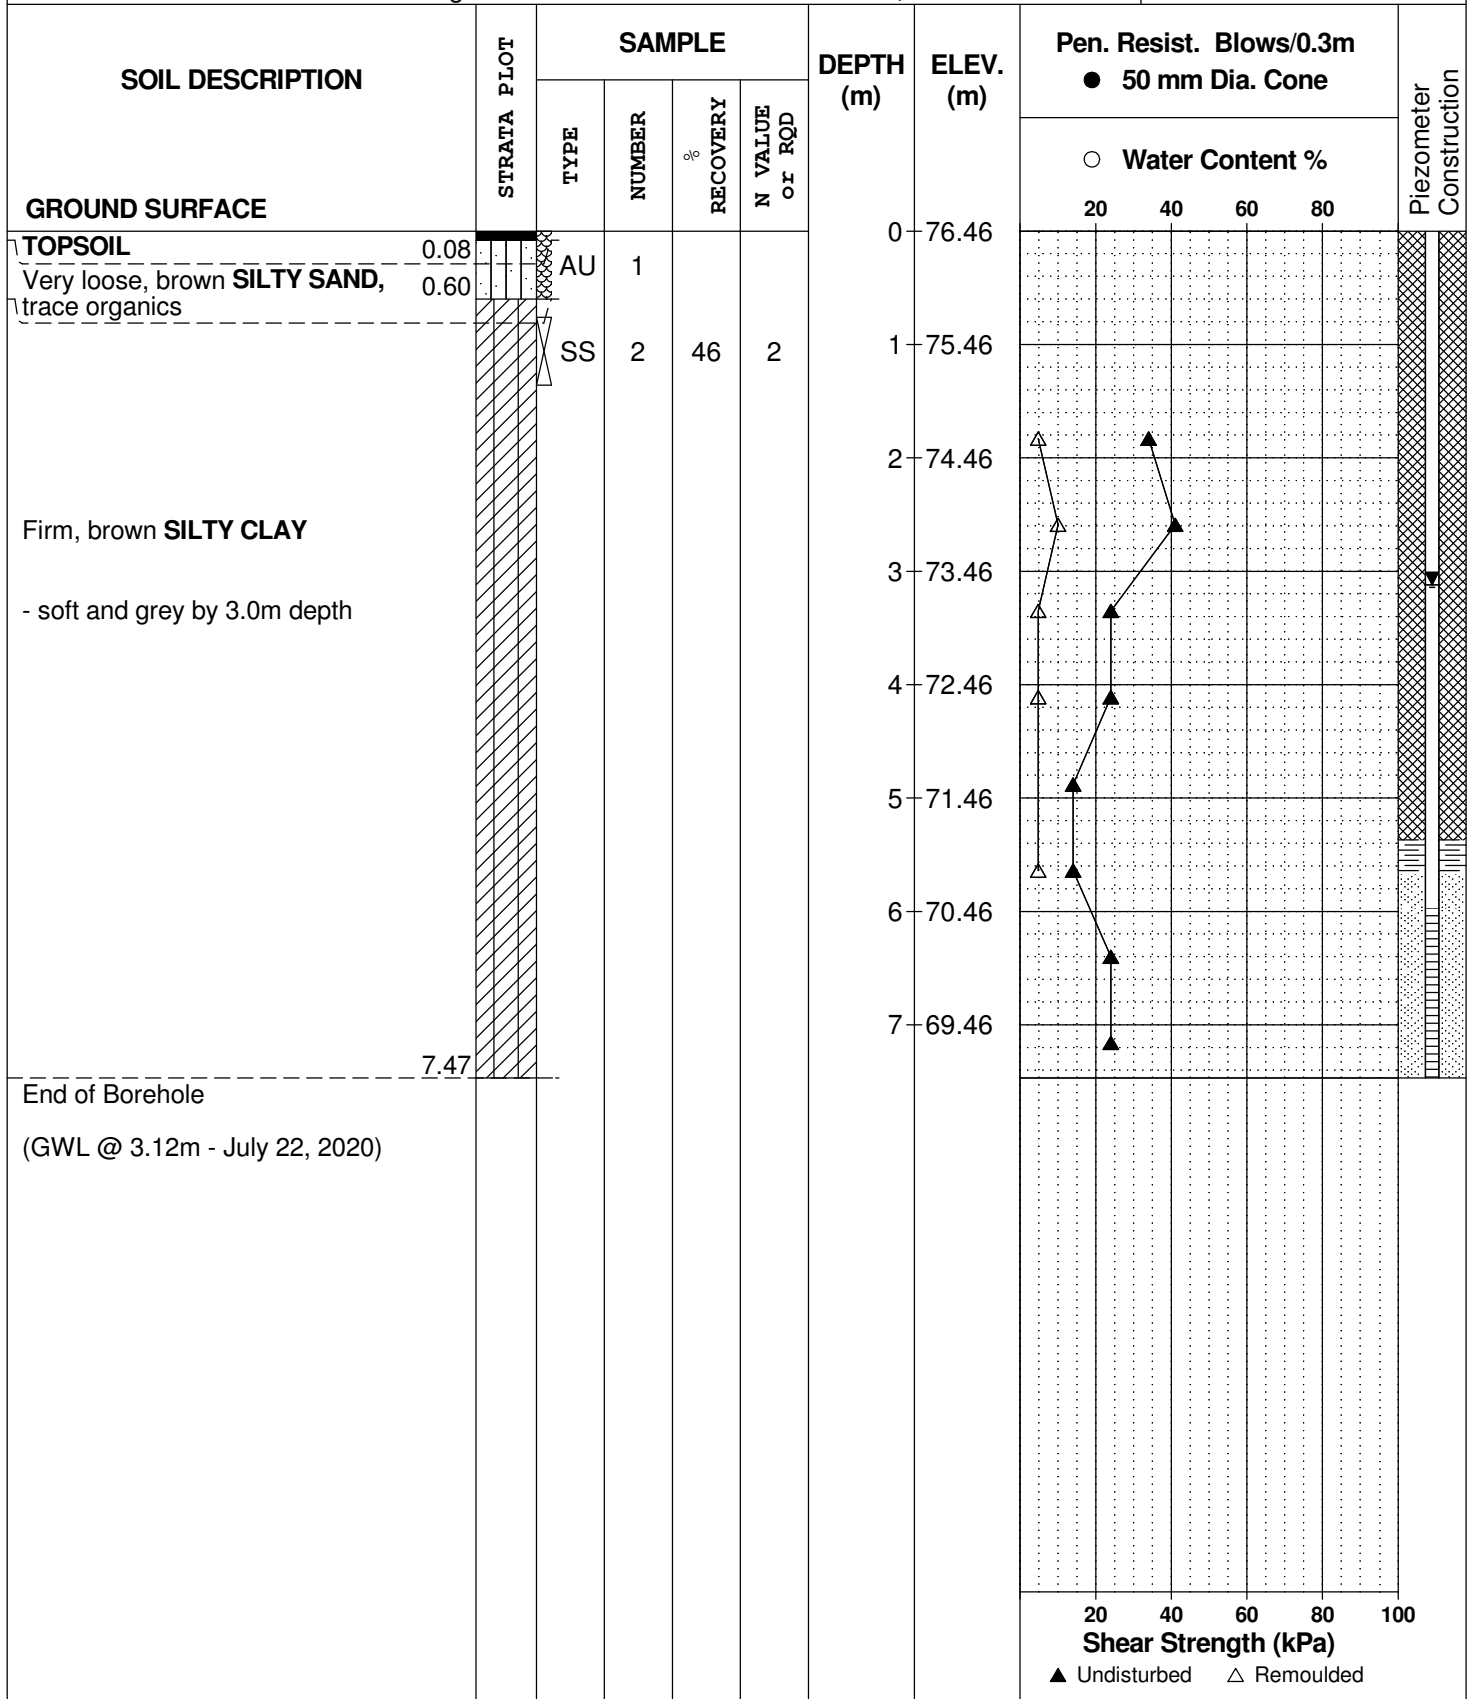 SOIL DESCRIPTION
GROUND SURFACE
STRATA PLOT
SAMPLE
TYPE
NUMBER
%
RECOVERY
N VALUE
or RQD
DEPTH
(m)
ELEV.
(m)
Pen. Resist. Blows/0.3m
● 50 mm Dia. Cone
○ Water Content %
20 40 60 80
Piezometer
Construction
TOPSOIL 0.08
Very loose, brown SILTY SAND, 0.60
trace organics
AU 1
SS 2 46 2
0 76.46
1 75.46
2 74.46
Firm, brown SILTY CLAY
3 73.46
- soft and grey by 3.0m depth
4 72.46
5 71.46
6 70.46
7 69.46
7.47
End of Borehole
(GWL @ 3.12m - July 22, 2020)
20 40 60 80 100
Shear Strength (kPa)
▲ Undisturbed △ Remoulded